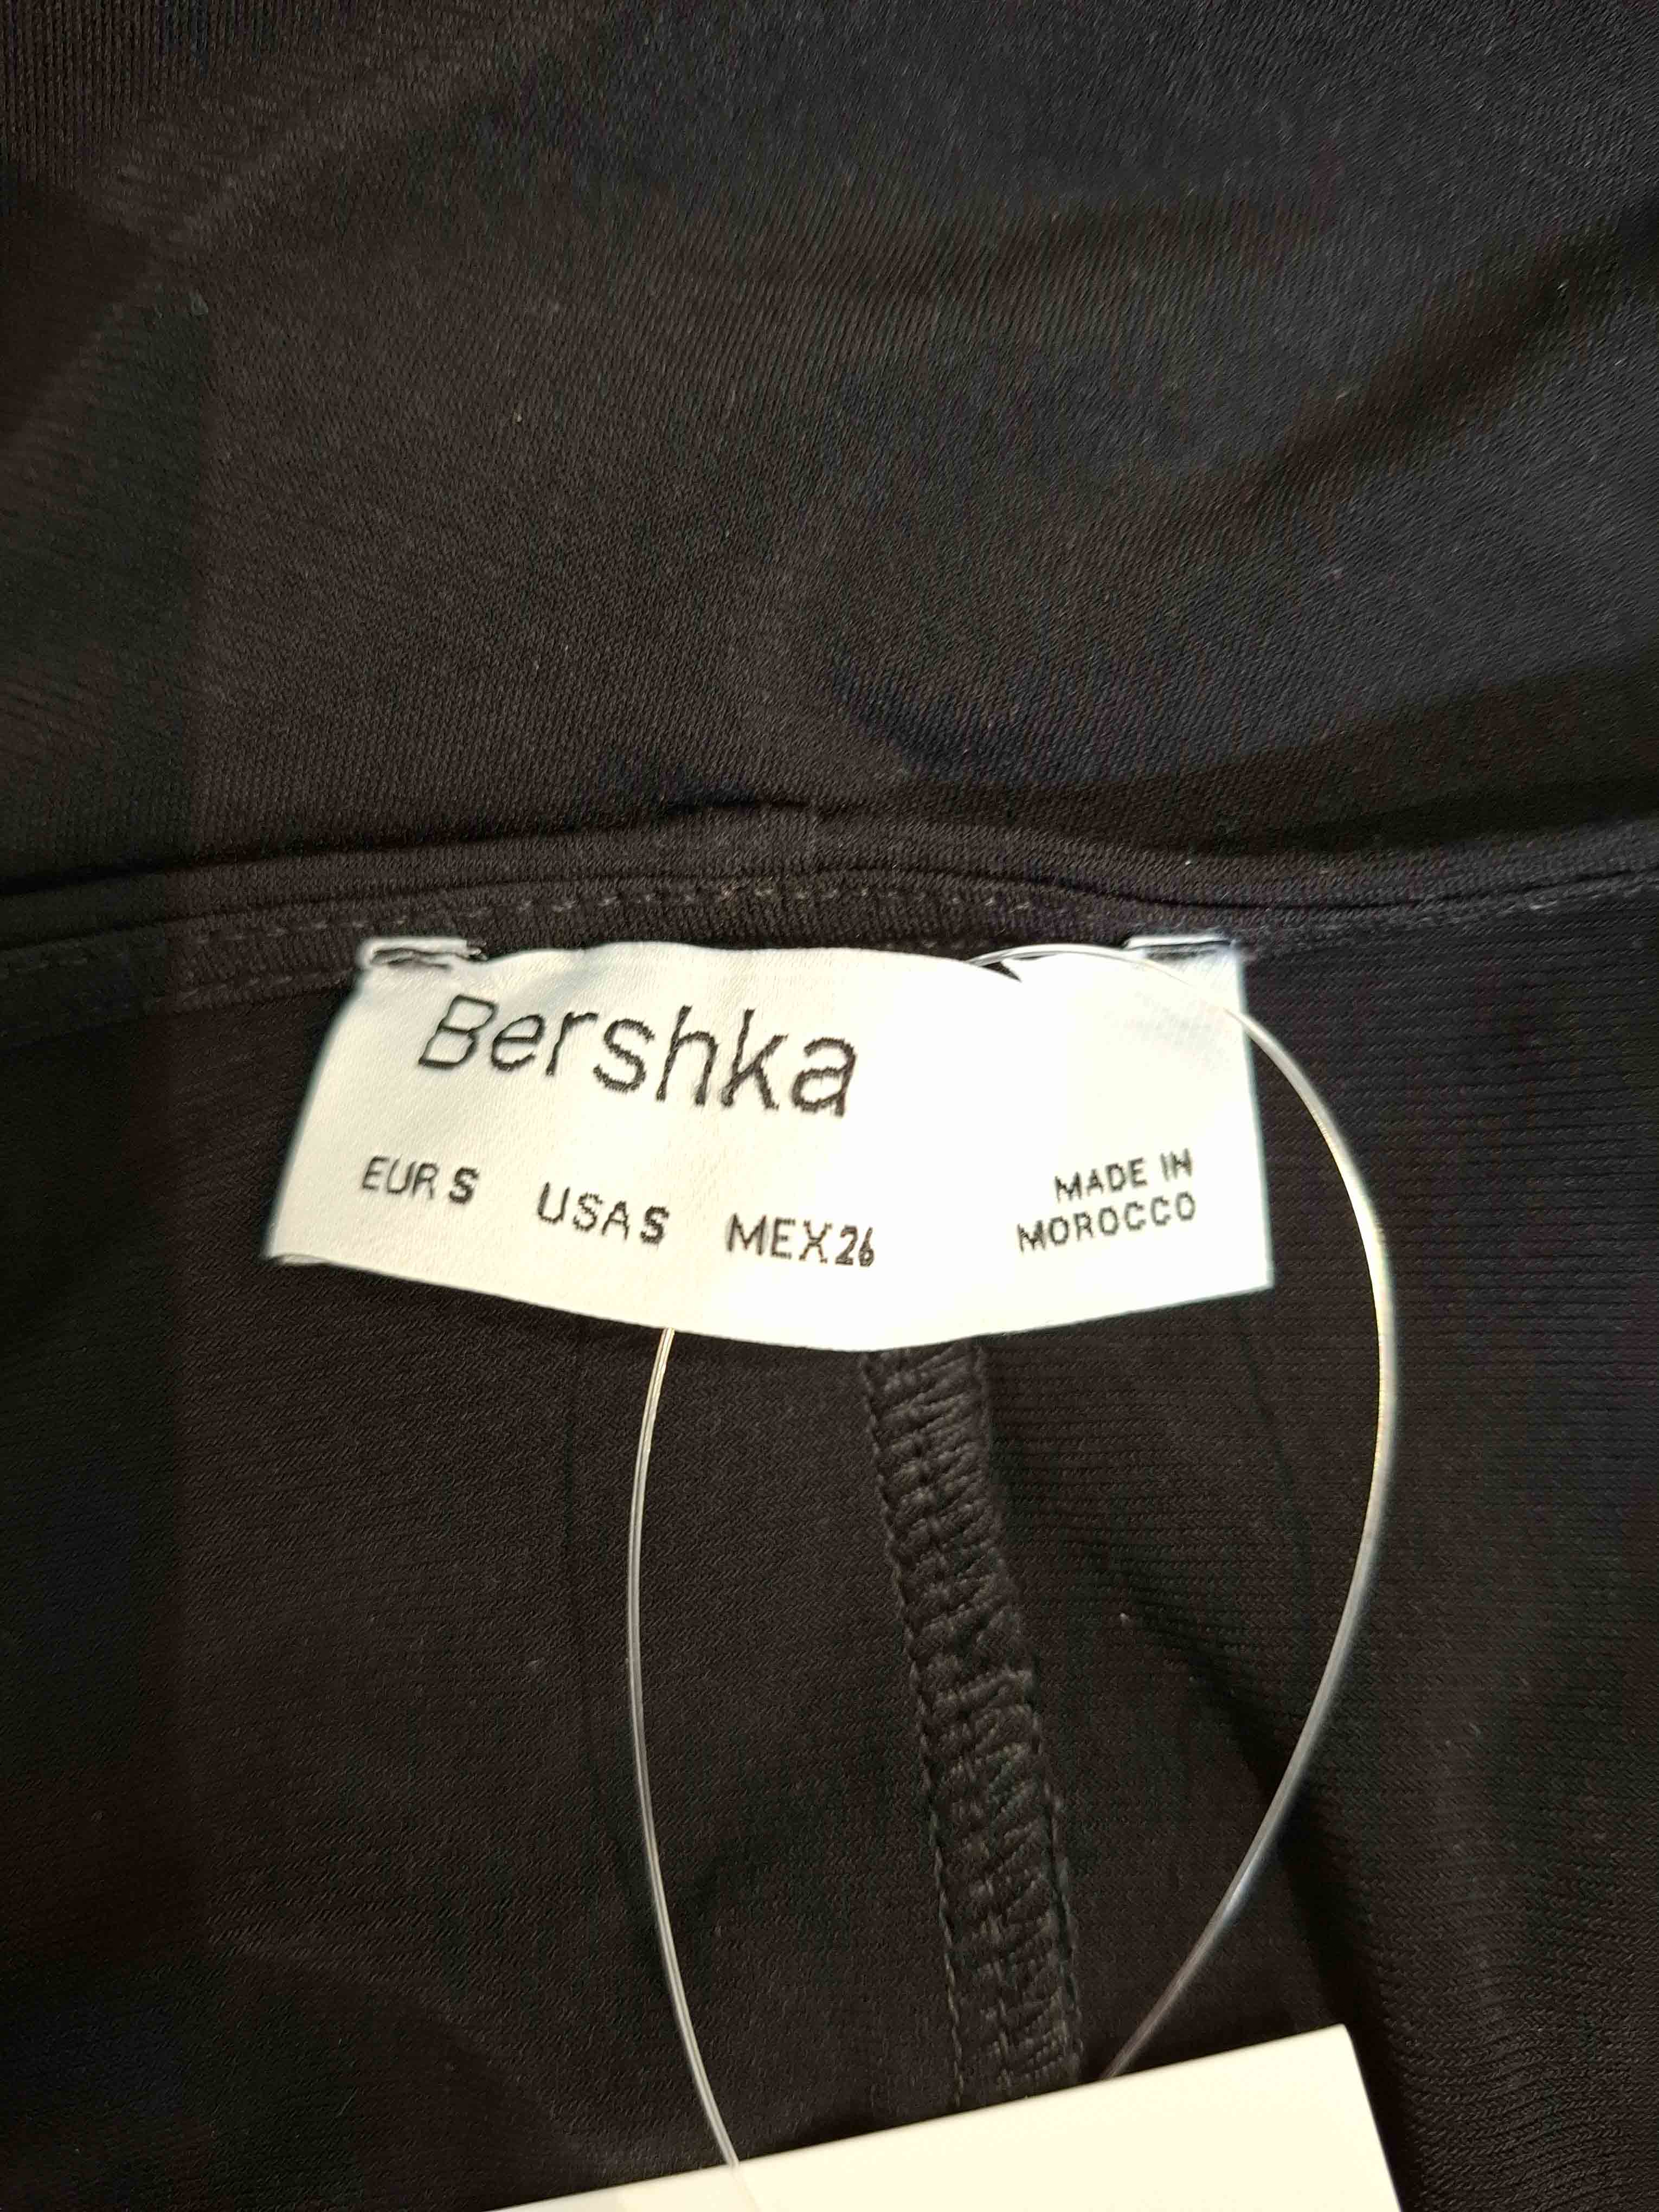 Bershka
EUR S USA S MEX 26
MADE IN
MOROCCO